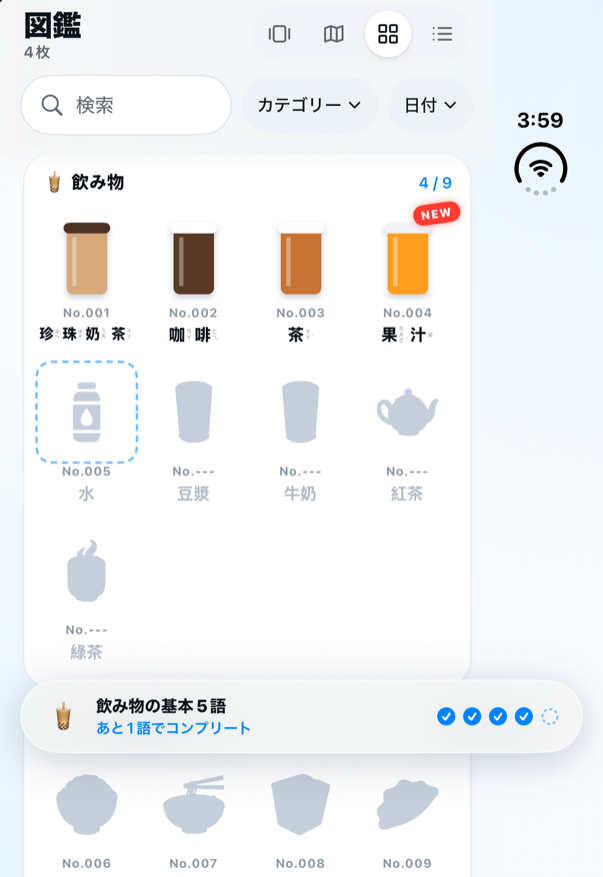 図鑑
4枚
検索
カテゴリー
日付
3:59
飲み物
4 / 9
NEW
No.001
No.002
No.003
No.004
珍珠奶茶
咖啡
茶
果汁
No.005
No.---
No.---
No.---
水
豆漿
牛奶
紅茶
No.---
綠茶
飲み物の基本5語
あと1語でコンプリート
No.006
No.007
No.008
No.009